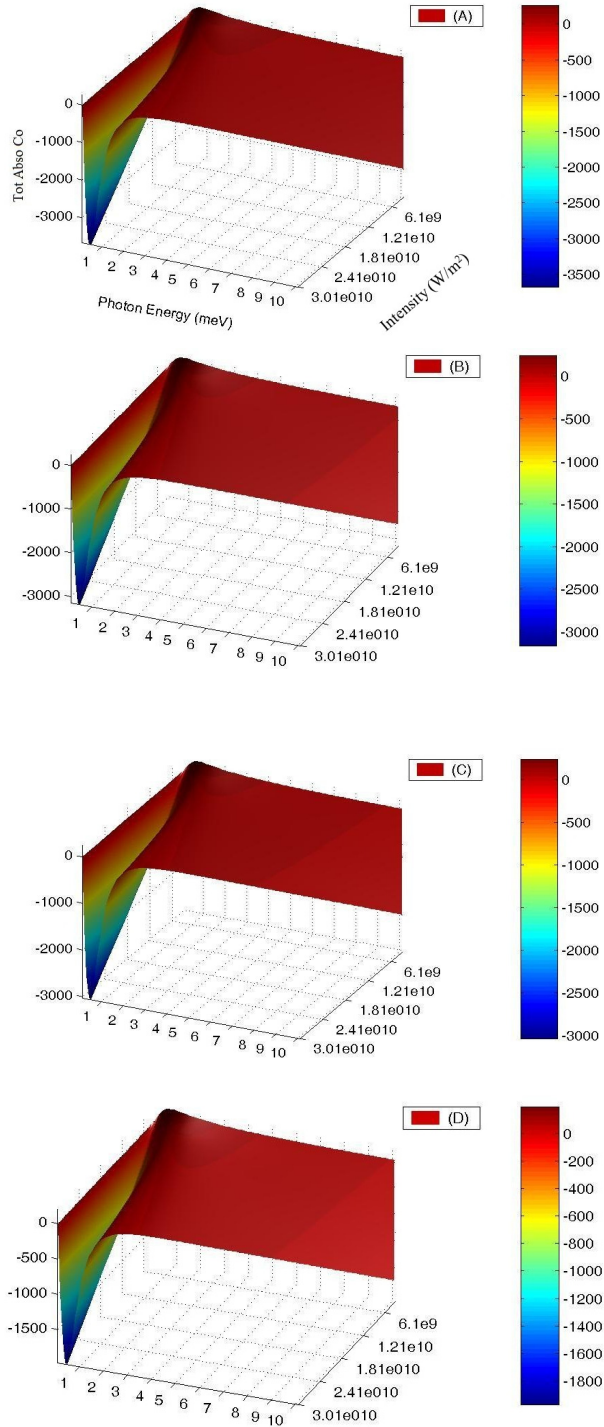 (A)
0
-1000
-2000
-3000
Tot Abso Co
1 2 3 4 5 6 7 8 9 10
Photon Energy (meV)
6.1e9
1.21e10
1.81e010
2.41e010
3.01e010
Intensity (W/m²)
0
-500
-1000
-1500
-2000
-2500
-3000
-3500
(B)
0
-1000
-2000
-3000
1 2 3 4 5 6 7 8 9 10
6.1e9
1.21e10
1.81e010
2.41e010
3.01e010
0
-500
-1000
-1500
-2000
-2500
-3000
(C)
0
-1000
-2000
-3000
1 2 3 4 5 6 7 8 9 10
6.1e9
1.21e10
1.81e010
2.41e010
3.01e010
0
-500
-1000
-1500
-2000
-2500
-3000
(D)
0
-500
-1000
-1500
1 2 3 4 5 6 7 8 9 10
6.1e9
1.21e10
1.81e010
2.41e010
3.01e010
0
-200
-400
-600
-800
-1000
-1200
-1400
-1600
-1800